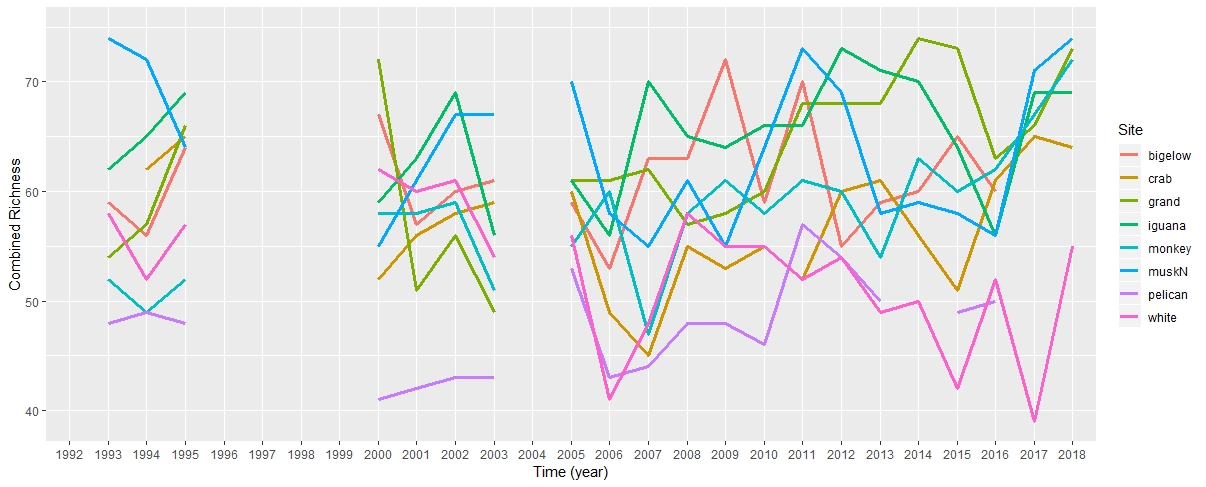 Combined Richness
70
60
50
40
1992 1993 1994 1995 1996 1997 1998 1999 2000 2001 2002 2003 2004 2005 2006 2007 2008 2009 2010 2011 2012 2013 2014 2015 2016 2017 2018
Time (year)
Site
bigelow
crab
grand
iguana
monkey
muskN
pelican
white